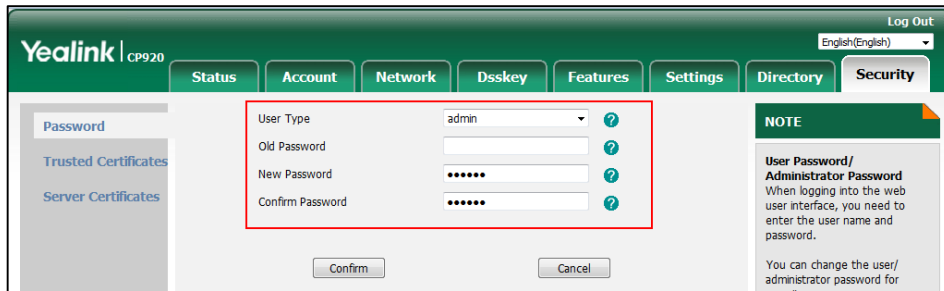 Log Out
Yealink | CP920
English(English)
Status Account Network Dsskey Features Settings Directory Security
Password
Trusted Certificates
Server Certificates
User Type admin
Old Password
New Password ••••••
Confirm Password ••••••
Confirm Cancel
NOTE
User Password/
Administrator Password
When logging into the web
user interface, you need to
enter the user name and
password.
You can change the user/
administrator password for